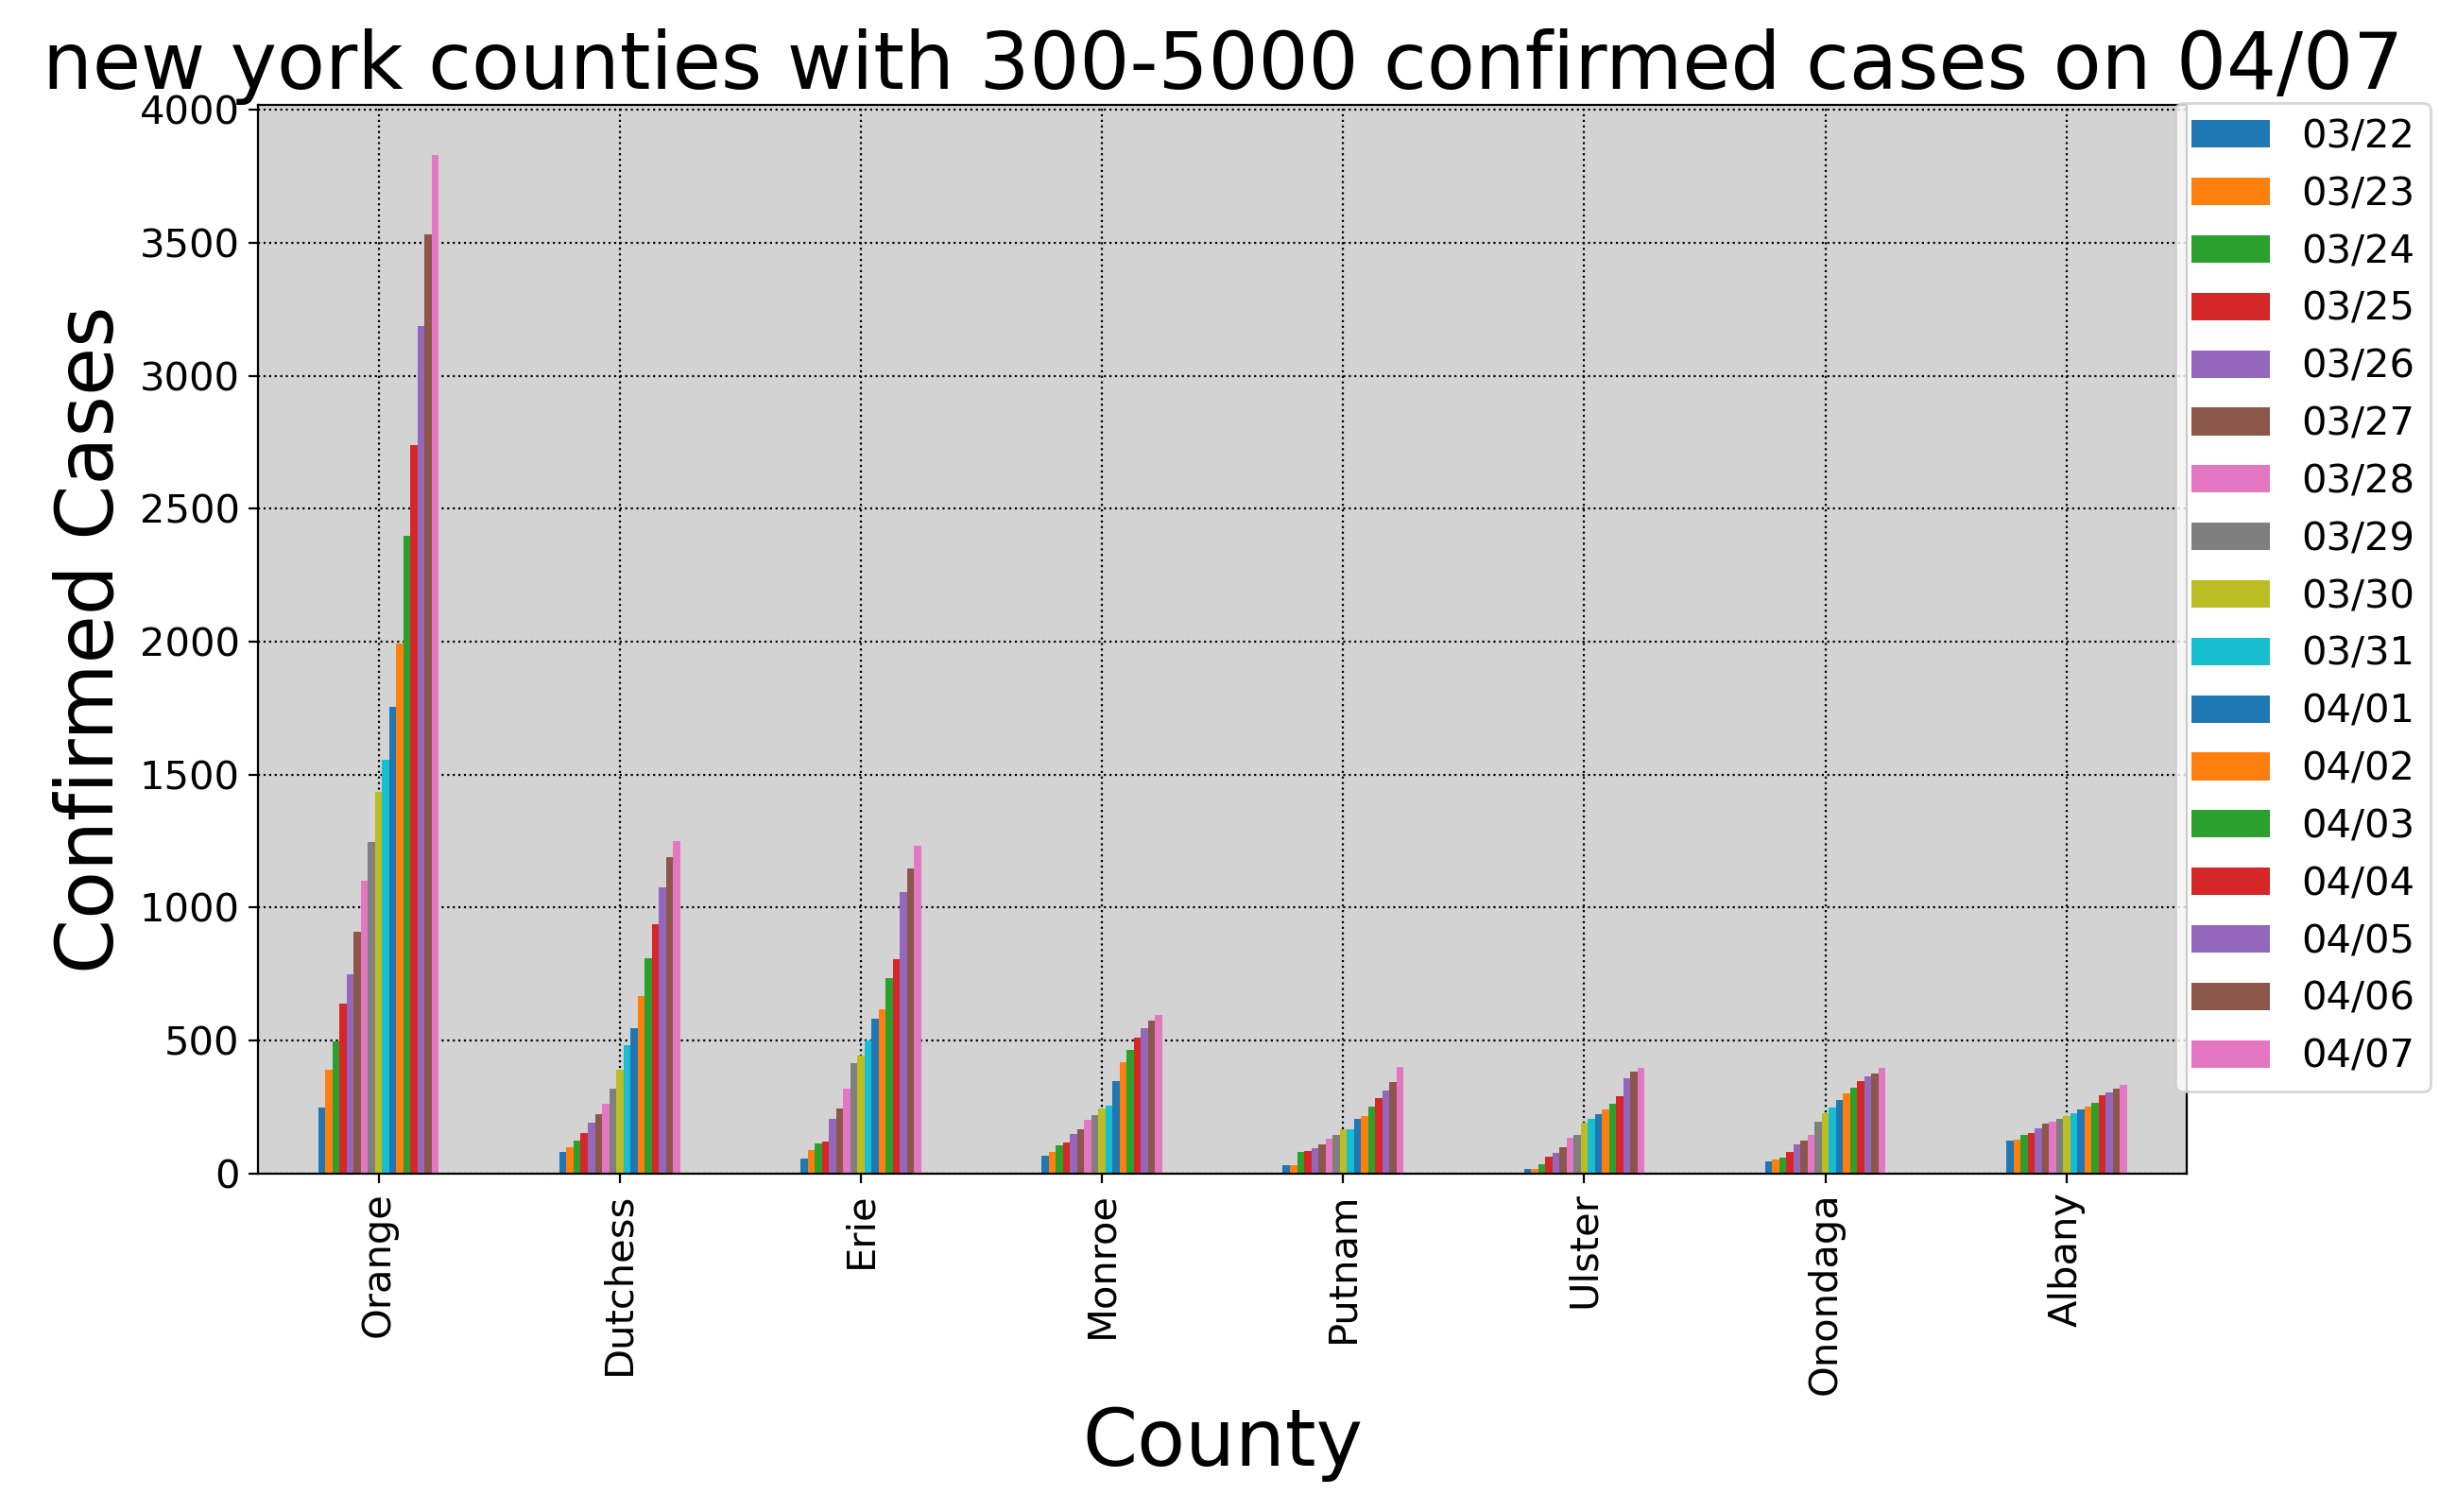 new york counties with 300-5000 confirmed cases on 04/07
Confirmed Cases
4000
3500
3000
2500
2000
1500
1000
500
0
03/22
03/23
03/24
03/25
03/26
03/27
03/28
03/29
03/30
03/31
04/01
04/02
04/03
04/04
04/05
04/06
04/07
Orange
Dutchess
Erie
Monroe
Putnam
Ulster
Onondaga
Albany
County